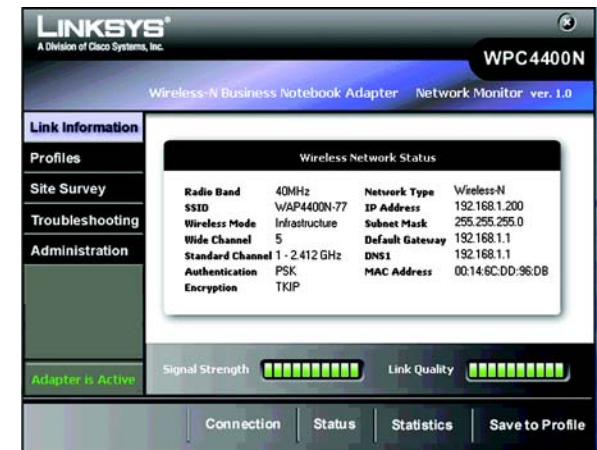 LINKSYS®
A Division of Cisco Systems, Inc.
WPC4400N
Wireless-N Business Notebook Adapter Network Monitor ver. 1.0
Link Information
Profiles
Site Survey
Troubleshooting
Administration
Adapter is Active
Wireless Network Status
Radio Band 40MHz Network Type Wireless-N
SSID WAP4400N-77 IP Address 192.168.1.200
Wireless Mode Infrastructure Subnet Mask 255.255.255.0
Wide Channel 5 Default Gateway 192.168.1.1
Standard Channel 1 - 2.412 GHz DNS1 192.168.1.1
Authentication PSK MAC Address 00:14:6C:DD:96:DB
Encryption TKIP
Signal Strength Link Quality
Connection Status Statistics Save to Profile